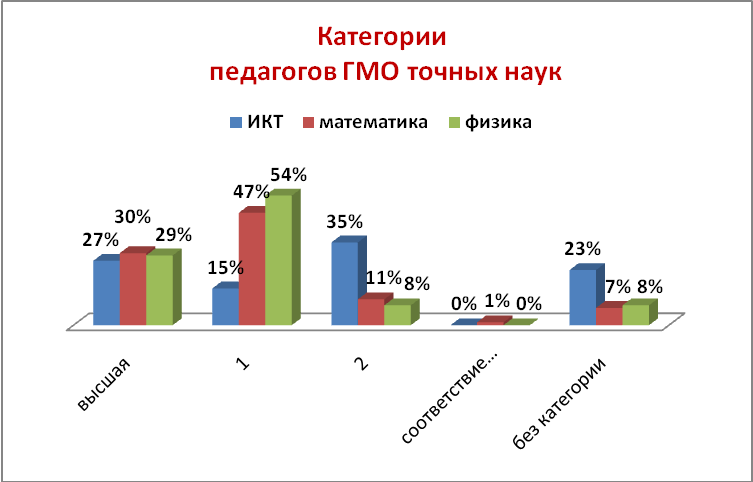 Категории
педагогов ГМО точных наук
ИКТ математика физика
27% 30% 29% 15% 47% 54% 35% 11% 8% 0% 1% 0% 23% 7% 8%
высшая 1 2 соответствие... без категории